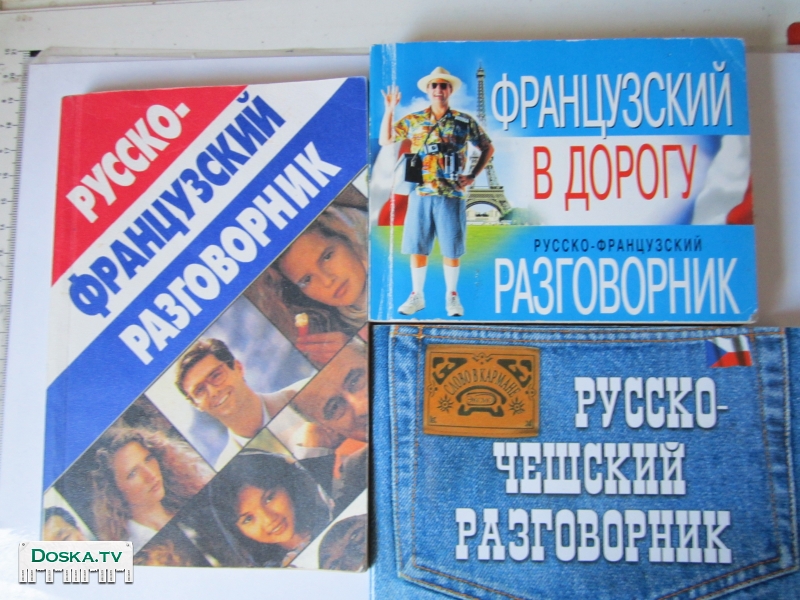 РУССКО-
ФРАНЦУЗСКИЙ
РАЗГОВОРНИК
ФРАНЦУЗСКИЙ
В ДОРОГУ
РУССКО-ФРАНЦУЗСКИЙ
РАЗГОВОРНИК
СЛОВО В КАРМАНЕ
РУССКО-
ЧЕШСКИЙ
РАЗГОВОРНИК
DOSKA.TV